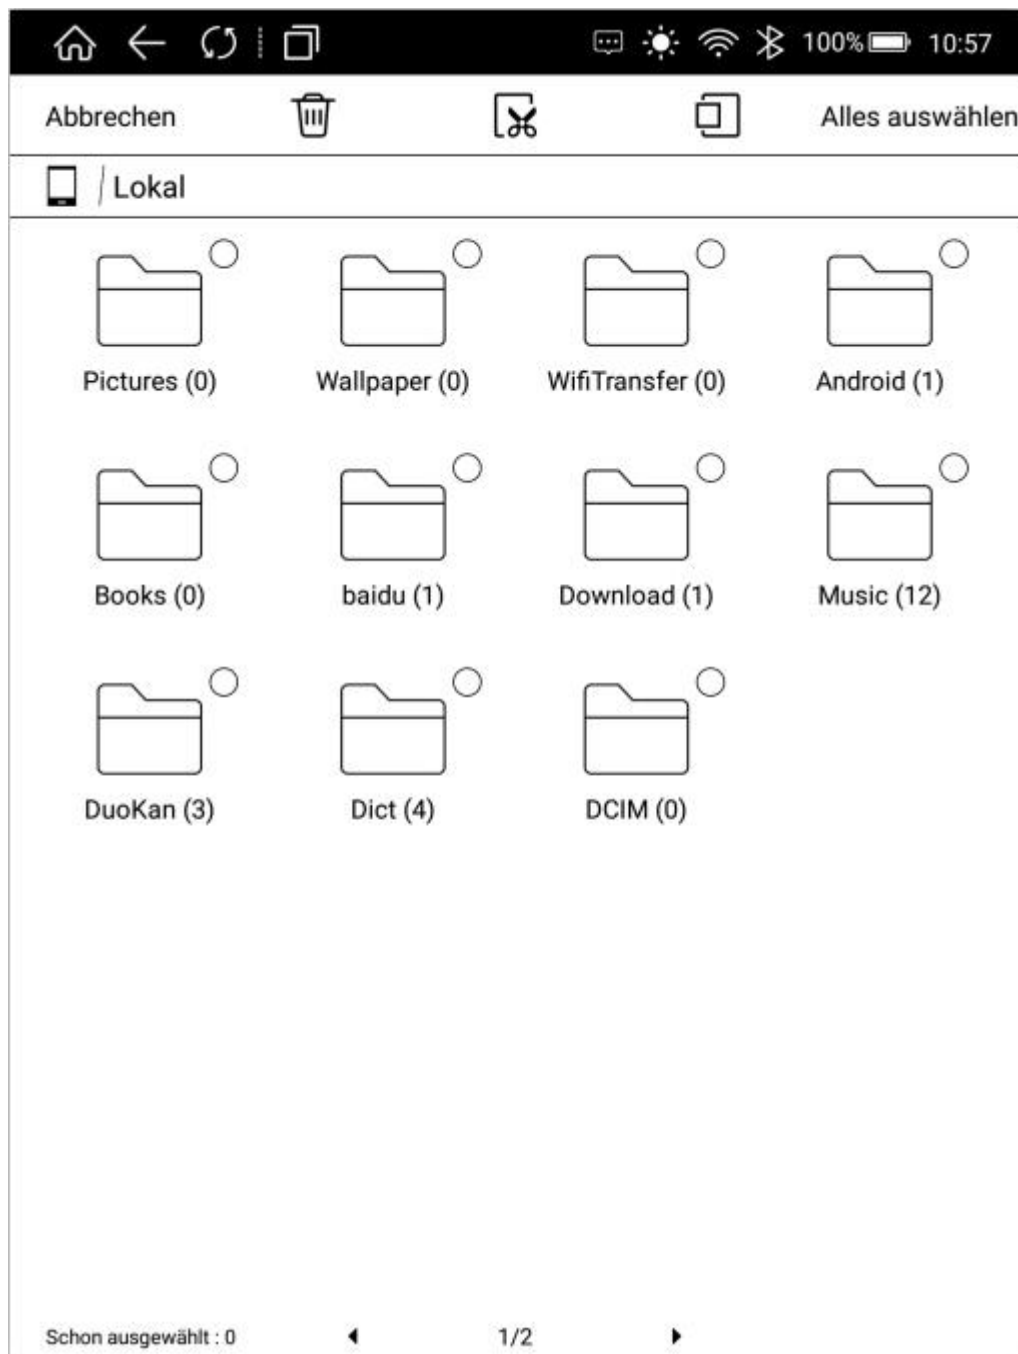 100% 10:57
Abbrechen Alles auswählen
/Lokal
Pictures (0) Wallpaper (0) WifiTransfer (0) Android (1)
Books (0) baidu (1) Download (1) Music (12)
DuoKan (3) Dict (4) DCIM (0)
Schon ausgewählt : 0 1/2